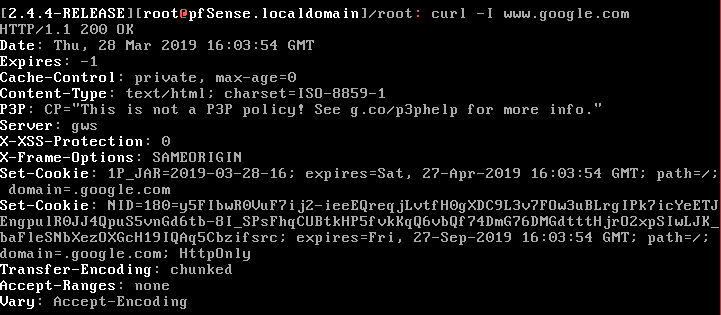 [2.4.4-RELEASE][root@pfSense.localdomain]/root: curl -I www.google.com
HTTP/1.1 200 OK
Date: Thu, 28 Mar 2019 16:03:54 GMT
Expires: -1
Cache-Control: private, max-age=0
Content-Type: text/html; charset=ISO-8859-1
P3P: CP="This is not a P3P policy! See g.co/p3phelp for more info."
Server: gws
X-XSS-Protection: 0
X-Frame-Options: SAMEORIGIN
Set-Cookie: 1P_JAR=2019-03-28-16; expires=Sat, 27-Apr-2019 16:03:54 GMT; path=/;
domain=.google.com
Set-Cookie: NID=180=y5FIbwR0VuF7ij2-ieeEQreqjLvtfH0gXDC9L3v7FOw3uBLrgIPk7icYeETJ
EngpulR0JJ4QpuS5vnGd6tb-8I_SPsFhqCUBtkHP5fvkKqQ6vbQf74DmG76DMGdtttHjrO2xpSIwLJK_
baFleSNbXezOXGcH19IQAq5Cbzifsrc; expires=Fri, 27-Sep-2019 16:03:54 GMT; path=/;
domain=.google.com; HttpOnly
Transfer-Encoding: chunked
Accept-Ranges: none
Vary: Accept-Encoding